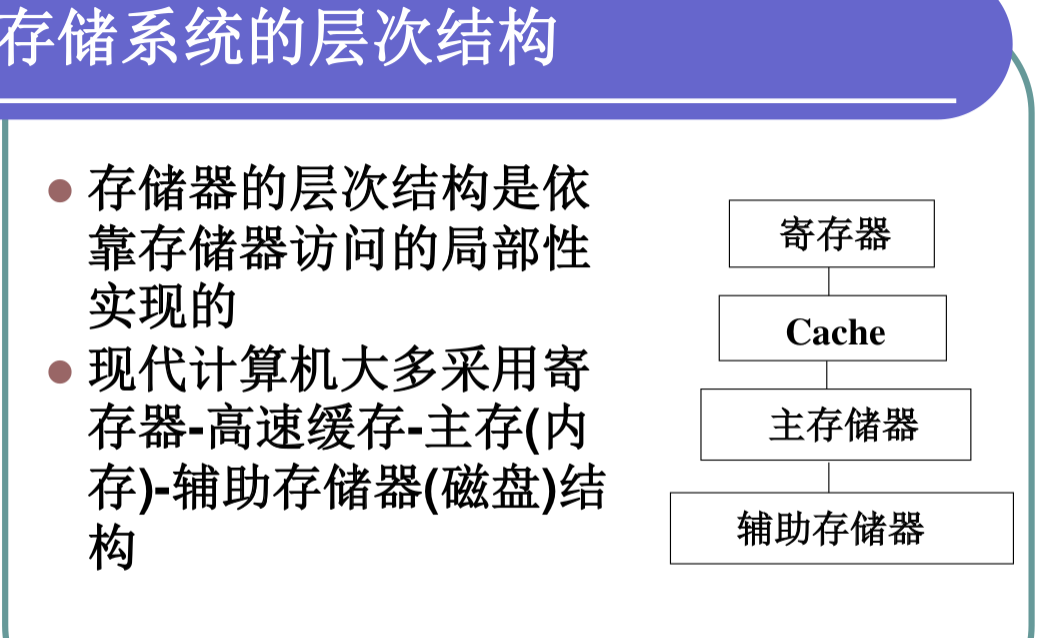 存储系统的层次结构
存储器的层次结构是依
靠存储器访问的局部性
实现的
现代计算机大多采用寄
存器-高速缓存-主存(内
存)-辅助存储器(磁盘)结
构
寄存器
Cache
主存储器
辅助存储器